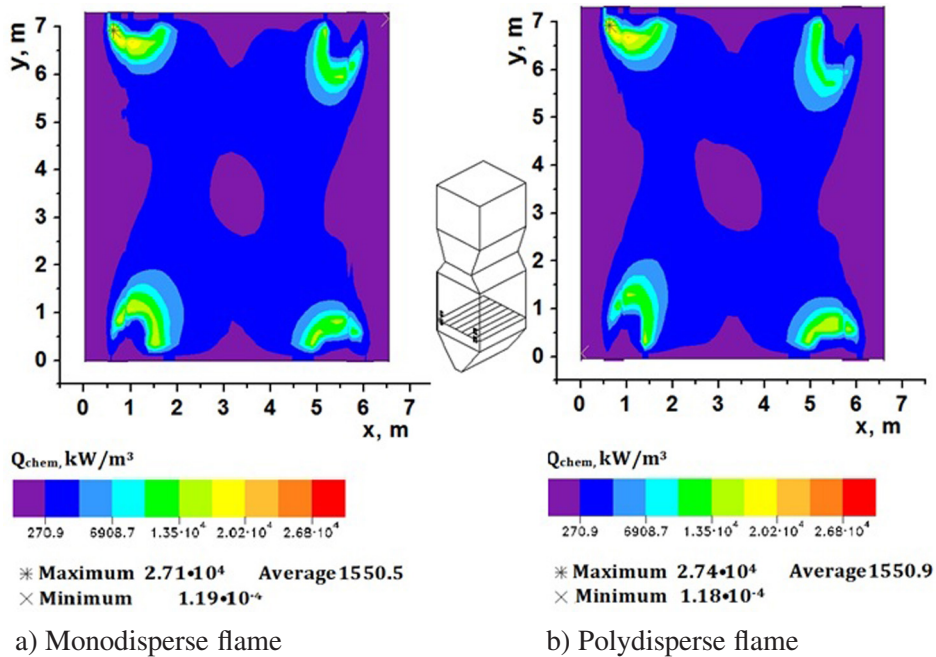 7
6
5
4
3
2
1
0
y, m
0 1 2 3 4 5 6 7
x, m
Q_chem, kW/m³
270.9 6908.7 1.35·10⁴ 2.02·10⁴ 2.68·10⁴
✳ Maximum 2.71•10⁴ Average 1550.5
× Minimum 1.19•10⁻⁴
a) Monodisperse flame
7
6
5
4
3
2
1
0
y, m
0 1 2 3 4 5 6 7
x, m
Q_chem, kW/m³
270.9 6908.7 1.35·10⁴ 2.02·10⁴ 2.68·10⁴
✳ Maximum 2.74•10⁴ Average 1550.9
× Minimum 1.18•10⁻⁴
b) Polydisperse flame